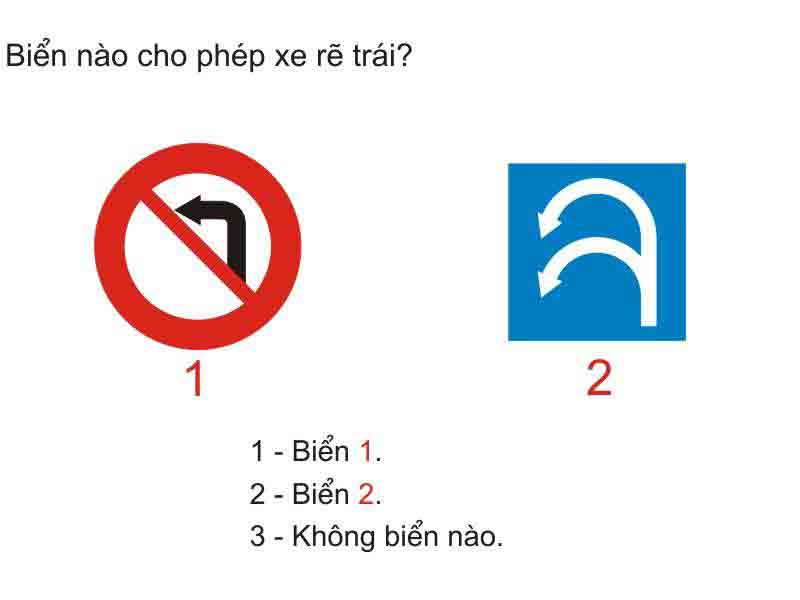 Biển nào cho phép xe rẽ trái?
1
2
1 - Biển 1.
2 - Biển 2.
3 - Không biển nào.